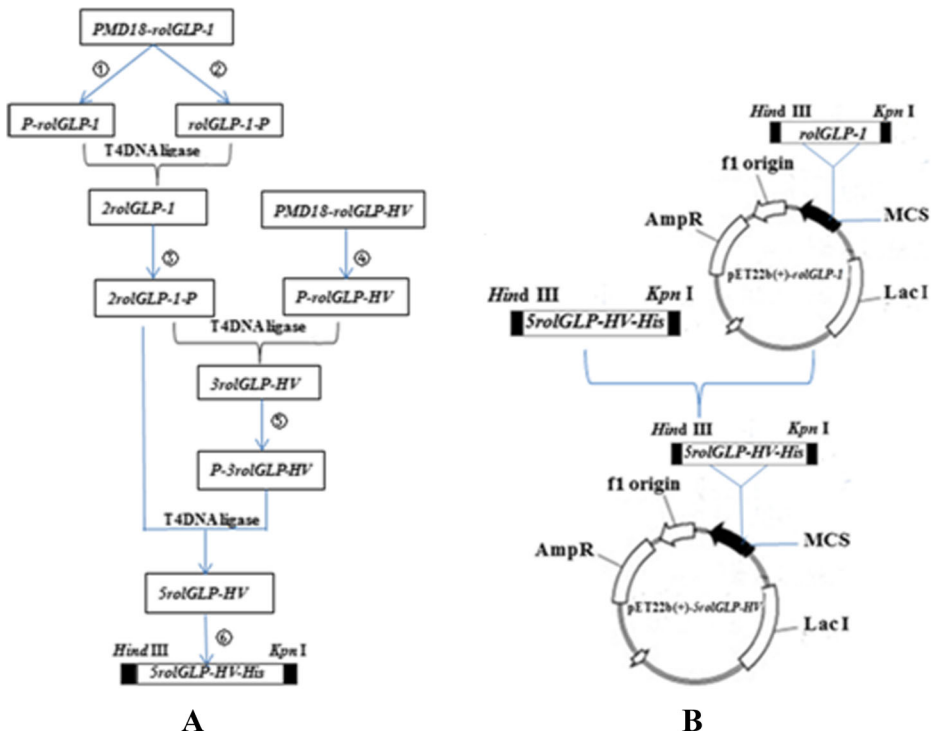 PMD18-rolGLP-1
①
②
P-rolGLP-1
rolGLP-1-P
T4DNA ligase
2rolGLP-1
PMD18-rolGLP-HV
③
④
2rolGLP-1-P
P-rolGLP-HV
T4DNA ligase
3rolGLP-HV
⑤
P-3rolGLP-HV
T4DNA ligase
5rolGLP-HV
⑥
Hind III
Kpn I
5rolGLP-HV-His
A
Hind III
Kpn I
rolGLP-1
f1 origin
AmpR
MCS
pET22b(+)-rolGLP-1
LacI
Hind III
Kpn I
5rolGLP-HV-His
Hind III
Kpn I
5rolGLP-HV-His
f1 origin
AmpR
MCS
pET22b(+)-5rolGLP-HV
LacI
B